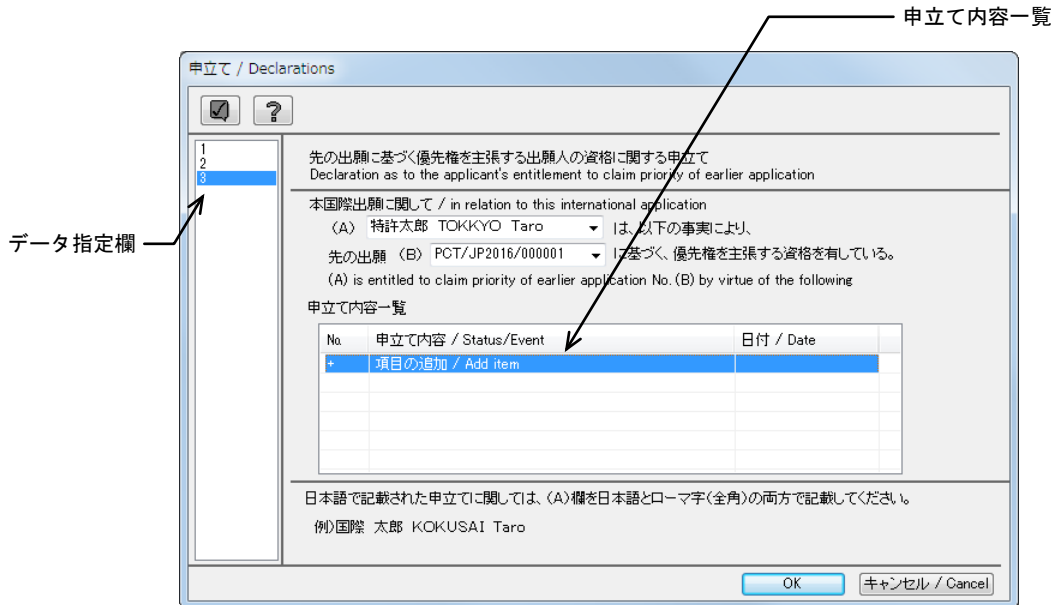 申立て内容一覧
申立て / Declarations
1
2
3
データ指定欄
先の出願に基づく優先権を主張する出願人の資格に関する申立て
Declaration as to the applicant's entitlement to claim priority of earlier application
本国際出願に関して / in relation to this international application
(A) 特許太郎 TOKKYO Taro は、以下の事実により、
先の出願 (B) PCT/JP2016/000001 に基づく、優先権を主張する資格を有している。
(A) is entitled to claim priority of earlier application No. (B) by virtue of the following
申立て内容一覧
No. 申立て内容 / Status/Event 日付 / Date
+ 項目の追加 / Add item
日本語で記載された申立てに関しては、(A)欄を日本語とローマ字(全角)の両方で記載してください。
例)国際 太郎 KOKUSAI Taro
OK キャンセル / Cancel